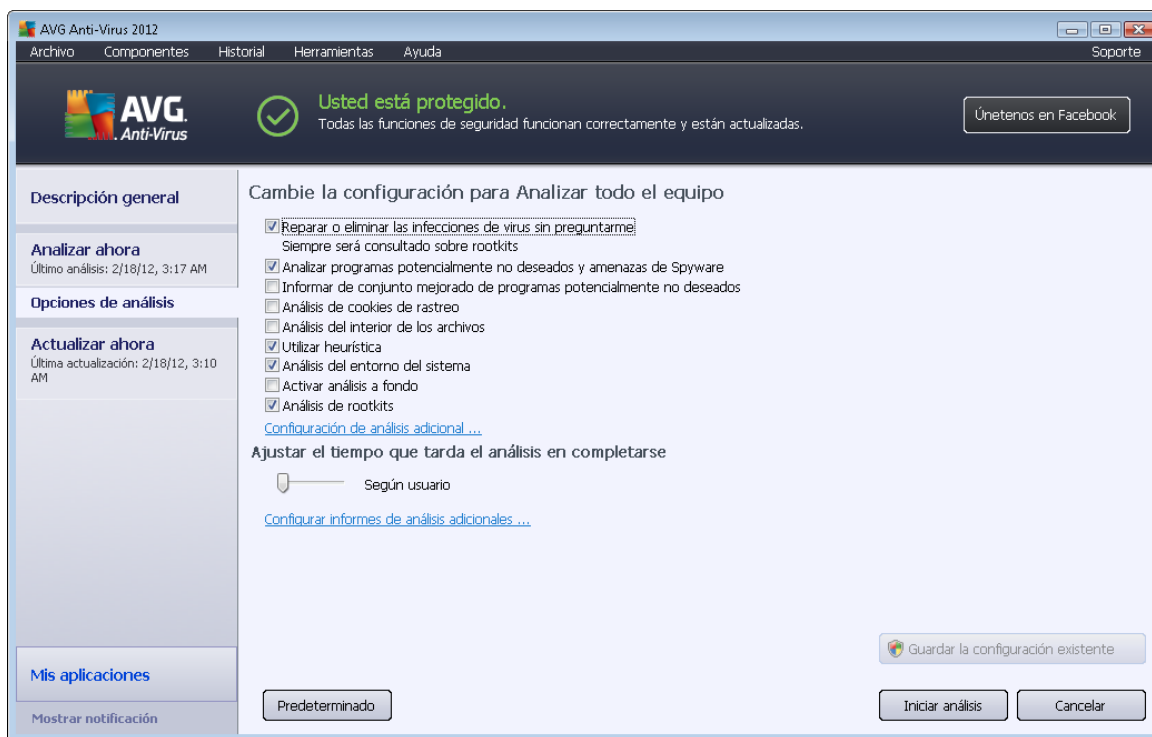 AVG Anti-Virus 2012
Archivo Componentes Historial Herramientas Ayuda Soporte
AVG.
Anti-Virus
Usted está protegido.
Todas las funciones de seguridad funcionan correctamente y están actualizadas.
Únetenos en Facebook
Descripción general
Analizar ahora
Último análisis: 2/18/12, 3:17 AM
Opciones de análisis
Actualizar ahora
Última actualización: 2/18/12, 3:10
AM
Mis aplicaciones
Mostrar notificación
Cambie la configuración para Analizar todo el equipo
Reparar o eliminar las infecciones de virus sin preguntarme
Siempre será consultado sobre rootkits
Analizar programas potencialmente no deseados y amenazas de Spyware
Informar de conjunto mejorado de programas potencialmente no deseados
Análisis de cookies de rastreo
Análisis del interior de los archivos
Utilizar heurística
Análisis del entorno del sistema
Activar análisis a fondo
Análisis de rootkits
Configuración de análisis adicional ...
Ajustar el tiempo que tarda el análisis en completarse
Según usuario
Configurar informes de análisis adicionales ...
Guardar la configuración existente
Predeterminado
Iniciar análisis
Cancelar